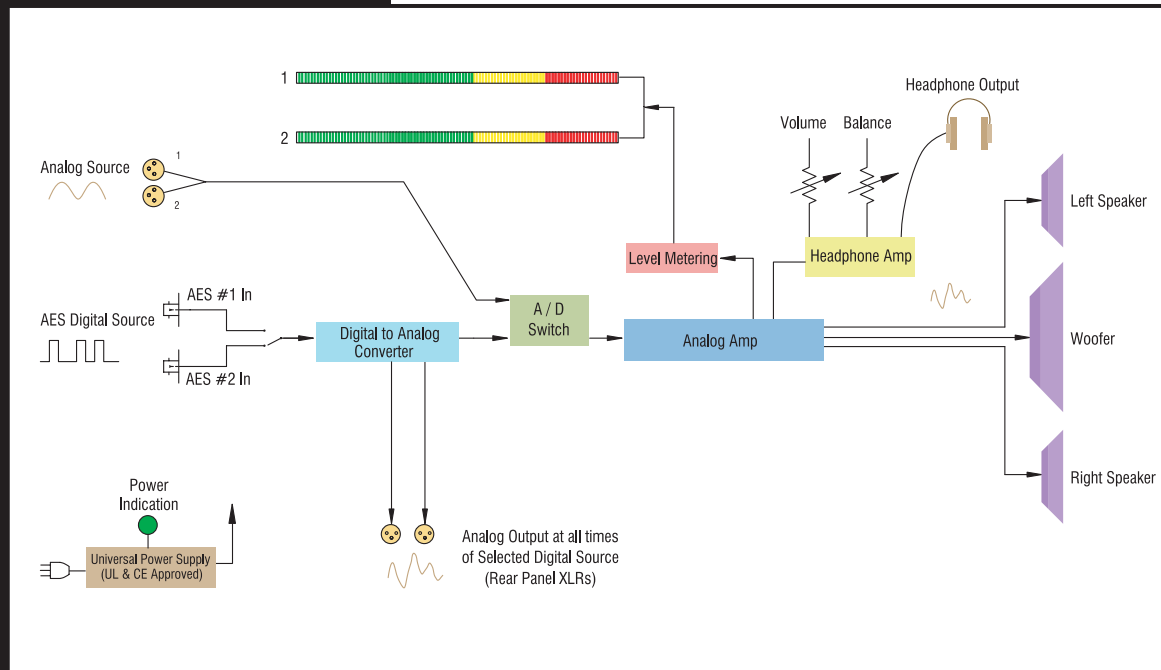 1
2
Headphone Output
Volume
Balance
Analog Source
1
2
Left Speaker
Level Metering
Headphone Amp
AES #1 In
AES Digital Source
A / D
Switch
Digital to Analog
Converter
Analog Amp
Woofer
AES #2 In
Right Speaker
Power
Indication
Analog Output at all times
of Selected Digital Source
(Rear Panel XLRs)
Universal Power Supply
(UL & CE Approved)